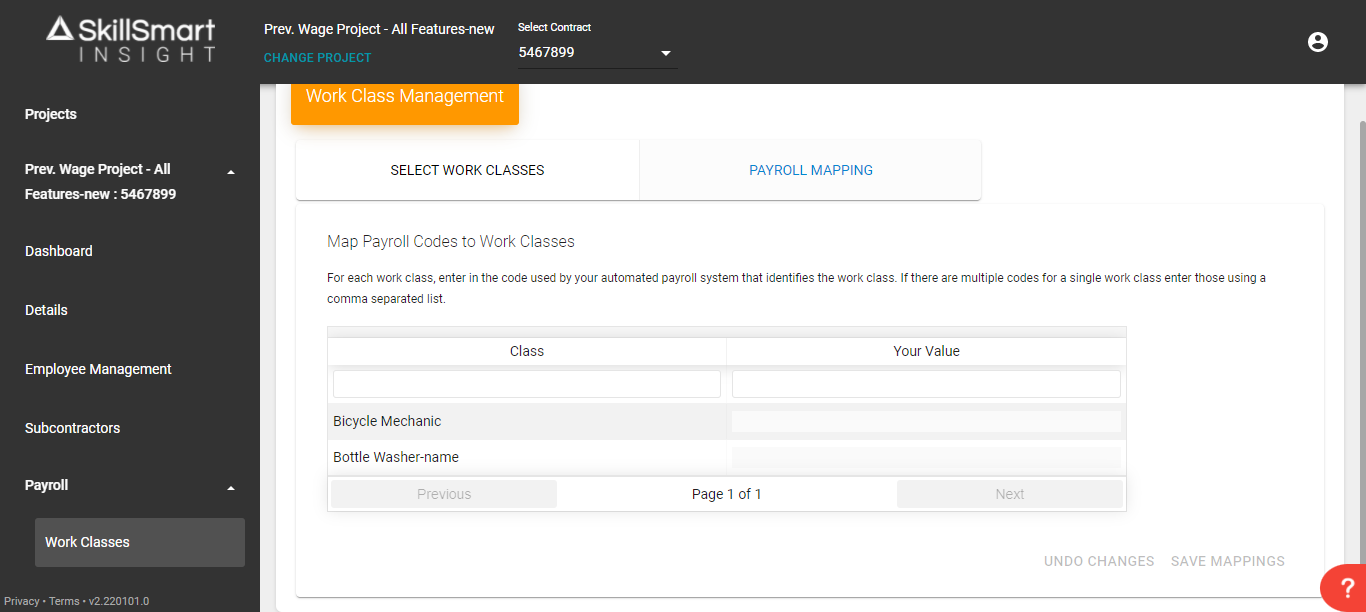 SkillSmart
INSIGHT
Prev. Wage Project - All Features-new
CHANGE PROJECT
Select Contract
5467899
Projects
Prev. Wage Project - All
Features-new : 5467899
Dashboard
Details
Employee Management
Subcontractors
Payroll
Work Classes
Privacy • Terms • v2.220101.0
Work Class Management
SELECT WORK CLASSES
PAYROLL MAPPING
Map Payroll Codes to Work Classes
For each work class, enter in the code used by your automated payroll system that identifies the work class. If there are multiple codes for a single work class enter those using a
comma separated list.
Class
Your Value
Bicycle Mechanic
Bottle Washer-name
Previous
Page 1 of 1
Next
UNDO CHANGES
SAVE MAPPINGS
?